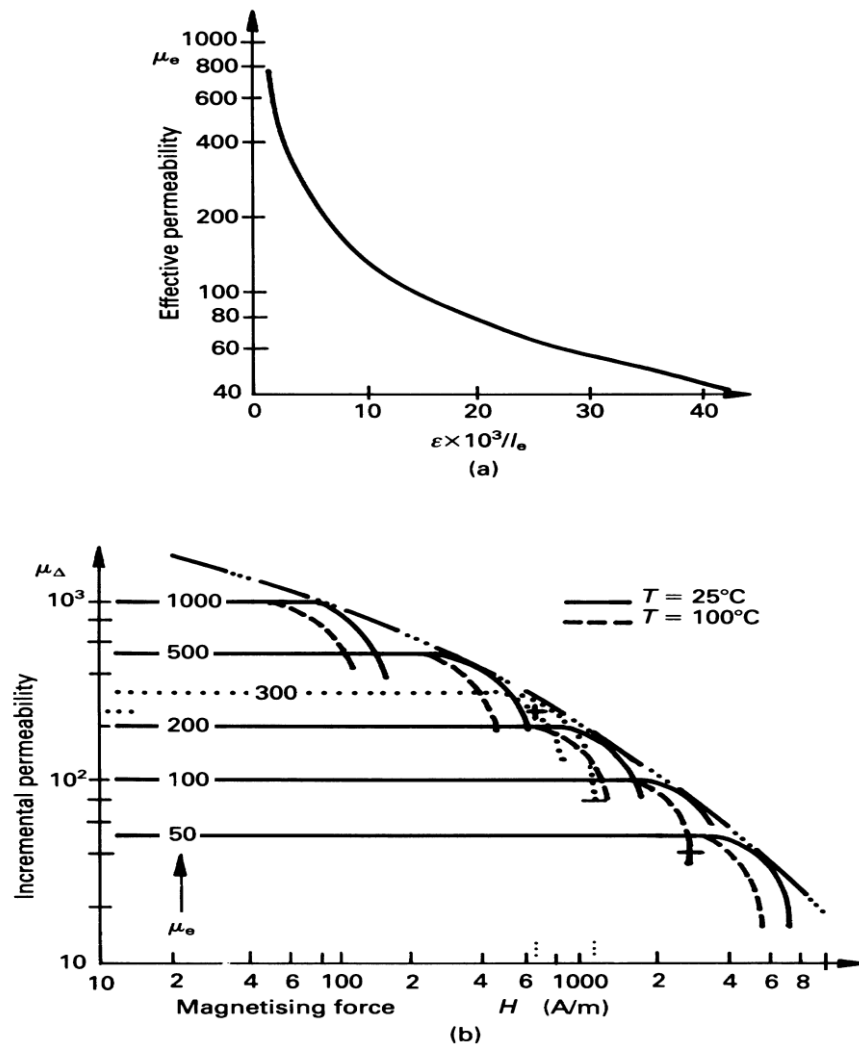 1000
μe
800
600
400
200
100
80
60
40
Effective permeability
0 10 20 30 40
ε×10³/le
(a)
μΔ
10³
10²
10
Incremental permeability
1000
500
300
200
100
50
μe
T = 25°C
T = 100°C
10 2 4 6 100 2 4 6 1000 2 4 6 8
Magnetising force H (A/m)
(b)